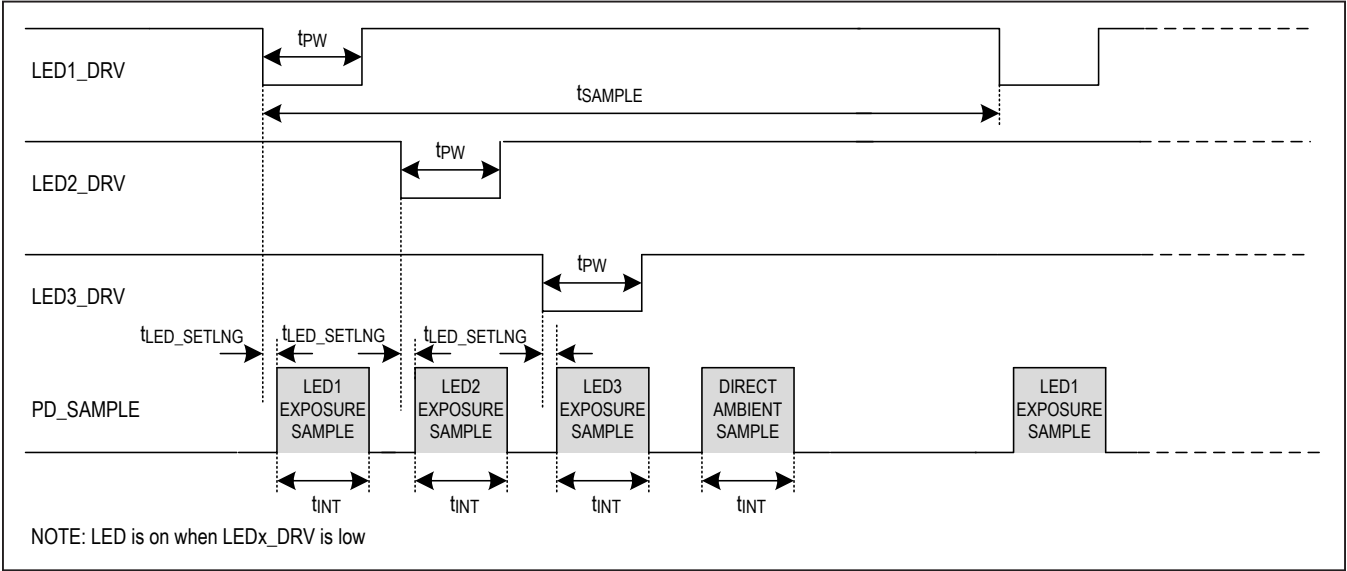 LED1_DRV
tPW
tSAMPLE
LED2_DRV
tPW
LED3_DRV
tPW
tLED_SETLNG tLED_SETLNG tLED_SETLNG
PD_SAMPLE
LED1
EXPOSURE
SAMPLE
LED2
EXPOSURE
SAMPLE
LED3
EXPOSURE
SAMPLE
DIRECT
AMBIENT
SAMPLE
LED1
EXPOSURE
SAMPLE
tINT tINT tINT tINT
NOTE: LED is on when LEDx_DRV is low